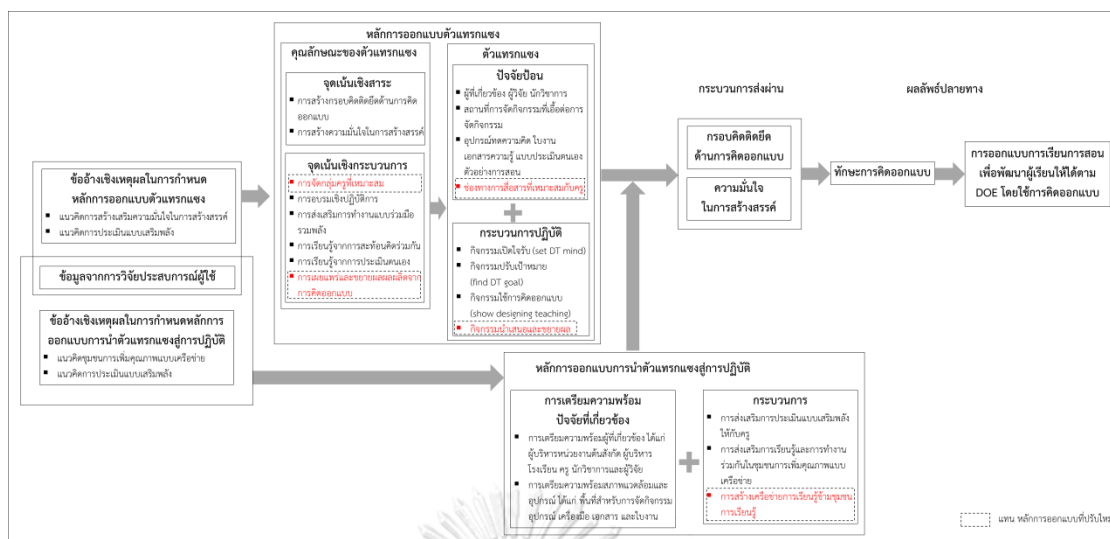 หลักการออกแบบตัวแทรกแซง
คุณลักษณะของตัวแทรกแซง
จุดเน้นเชิงสาระ
▪ การสร้างกรอบคิดติดยึดด้านการคิด
ออกแบบ
▪ การสร้างความมั่นใจในการสร้างสรรค์
จุดเน้นเชิงกระบวนการ
▪ การจัดกลุ่มครูที่เหมาะสม
▪ การอบรมเชิงปฏิบัติการ
▪ การส่งเสริมการทำงานแบบร่วมมือ
รวมพลัง
▪ การเรียนรู้จากการสะท้อนคิดร่วมกัน
▪ การเรียนรู้จากการประเมินตนเอง
▪ การเผยแพร่และขยายผลผลผลิตจาก
การคิดออกแบบ
ตัวแทรกแซง
ปัจจัยป้อน
▪ ผู้ที่เกี่ยวข้อง ผู้วิจัย นักวิชาการ
▪ สถานที่การจัดกิจกรรมที่เอื้อต่อการ
จัดกิจกรรม
▪ อุปกรณ์ทดความคิด ใบงาน
เอกสารความรู้ แบบประเมินตนเอง
ตัวอย่างการสอน
▪ ช่องทางการสื่อสารที่เหมาะสมกับครู
กระบวนการปฏิบัติ
▪ กิจกรรมเปิดใจรับ (set DT mind)
▪ กิจกรรมปรับเป้าหมาย
(find DT goal)
▪ กิจกรรมใช้การคิดออกแบบ
(show designing teaching)
▪ กิจกรรมนำเสนอและขยายผล
ข้ออ้างเชิงเหตุผลในการกำหนด
หลักการออกแบบตัวแทรกแซง
▪ แนวคิดการสร้างเสริมความมั่นใจในการสร้างสรรค์
▪ แนวคิดการประเมินแบบเสริมพลัง
ข้อมูลจากการวิจัยประสบการณ์ผู้ใช้
ข้ออ้างเชิงเหตุผลในการกำหนดหลักการ
ออกแบบการนำตัวแทรกแซงสู่การปฏิบัติ
▪ แนวคิดชุมชนการเพิ่มคุณภาพแบบเครือข่าย
▪ แนวคิดการประเมินแบบเสริมพลัง
กระบวนการส่งผ่าน
กรอบคิดติดยึด
ด้านการคิดออกแบบ
ความมั่นใจ
ในการสร้างสรรค์
ทักษะการคิดออกแบบ
ผลลัพธ์ปลายทาง
การออกแบบการเรียนการสอน
เพื่อพัฒนาผู้เรียนให้ได้ตาม
DOE โดยใช้การคิดออกแบบ
หลักการออกแบบการนำตัวแทรกแซงสู่การปฏิบัติ
การเตรียมความพร้อม
ปัจจัยที่เกี่ยวข้อง
▪ การเตรียมความพร้อมผู้ที่เกี่ยวข้อง ได้แก่
ผู้บริหารหน่วยงานต้นสังกัด ผู้บริหาร
โรงเรียน ครู นักวิชาการและผู้วิจัย
▪ การเตรียมความพร้อมสภาพแวดล้อมและ
อุปกรณ์ ได้แก่ พื้นที่สำหรับการจัดกิจกรรม
อุปกรณ์ เครื่องมือ เอกสาร และใบงาน
กระบวนการ
▪ การส่งเสริมการประเมินแบบเสริมพลัง
ให้กับครู
▪ การส่งเสริมการเรียนรู้และการทำงาน
ร่วมกันในชุมชนการเพิ่มคุณภาพแบบ
เครือข่าย
▪ การสร้างเครือข่ายการเรียนรู้ข้ามชุมชน
การเรียนรู้
แทน หลักการออกแบบที่ปรับใหม่